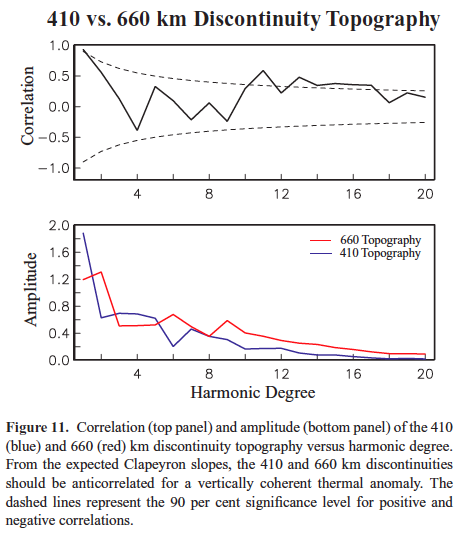 410 vs. 660 km Discontinuity Topography
1.0
0.5
0.0
−0.5
−1.0
Correlation
4
8
12
16
20
2.0
1.6
1.2
0.8
0.4
0.0
Amplitude
660 Topography
410 Topography
4
8
12
16
20
Harmonic Degree
Figure 11. Correlation (top panel) and amplitude (bottom panel) of the 410
(blue) and 660 (red) km discontinuity topography versus harmonic degree.
From the expected Clapeyron slopes, the 410 and 660 km discontinuities
should be anticorrelated for a vertically coherent thermal anomaly. The
dashed lines represent the 90 per cent significance level for positive and
negative correlations.